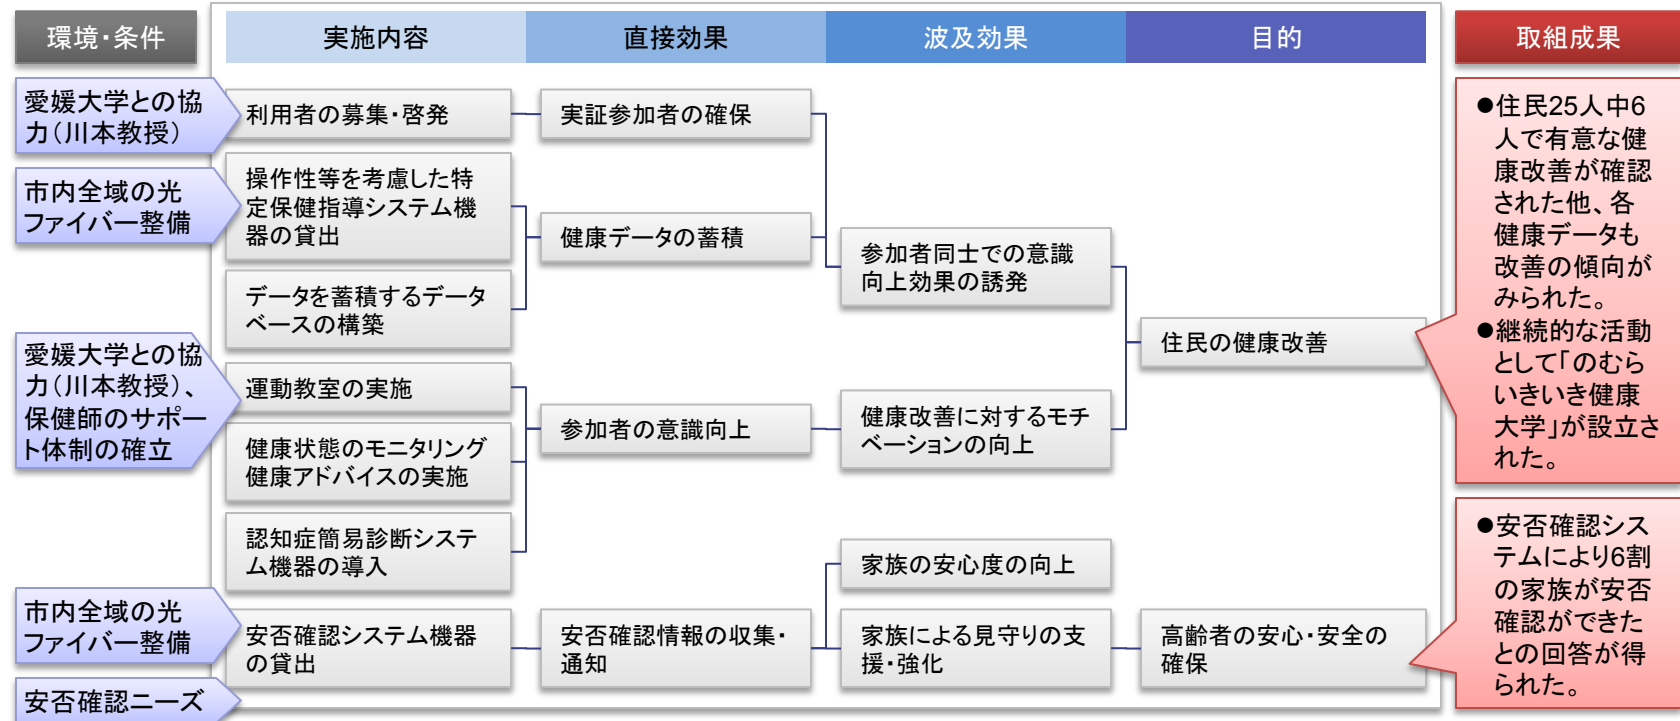 環境・条件
実施内容
直接効果
波及効果
目的
取組成果
愛媛大学との協
力（川本教授）
市内全域の光
ファイバー整備
愛媛大学との協
力（川本教授）、
保健師のサポー
ト体制の確立
市内全域の光
ファイバー整備
安否確認ニーズ
利用者の募集・啓発
操作性等を考慮した特
定保健指導システム機
器の貸出
データを蓄積するデータ
ベースの構築
運動教室の実施
健康状態のモニタリング
健康アドバイスの実施
認知症簡易診断システ
ム機器の導入
安否確認システム機器
の貸出
実証参加者の確保
健康データの蓄積
参加者の意識向上
安否確認情報の収集・
通知
参加者同士での意識
向上効果の誘発
健康改善に対するモチ
ベーションの向上
家族の安心度の向上
家族による見守りの支
援・強化
住民の健康改善
高齢者の安心・安全の
確保
●住民25人中6
人で有意な健
康改善が確認
された他、各
健康データも
改善の傾向が
みられた。
●継続的な活動
として「のむら
いきいき健康
大学」が設立さ
れた。
●安否確認シス
テムにより6割
の家族が安否
確認ができた
との回答が得
られた。